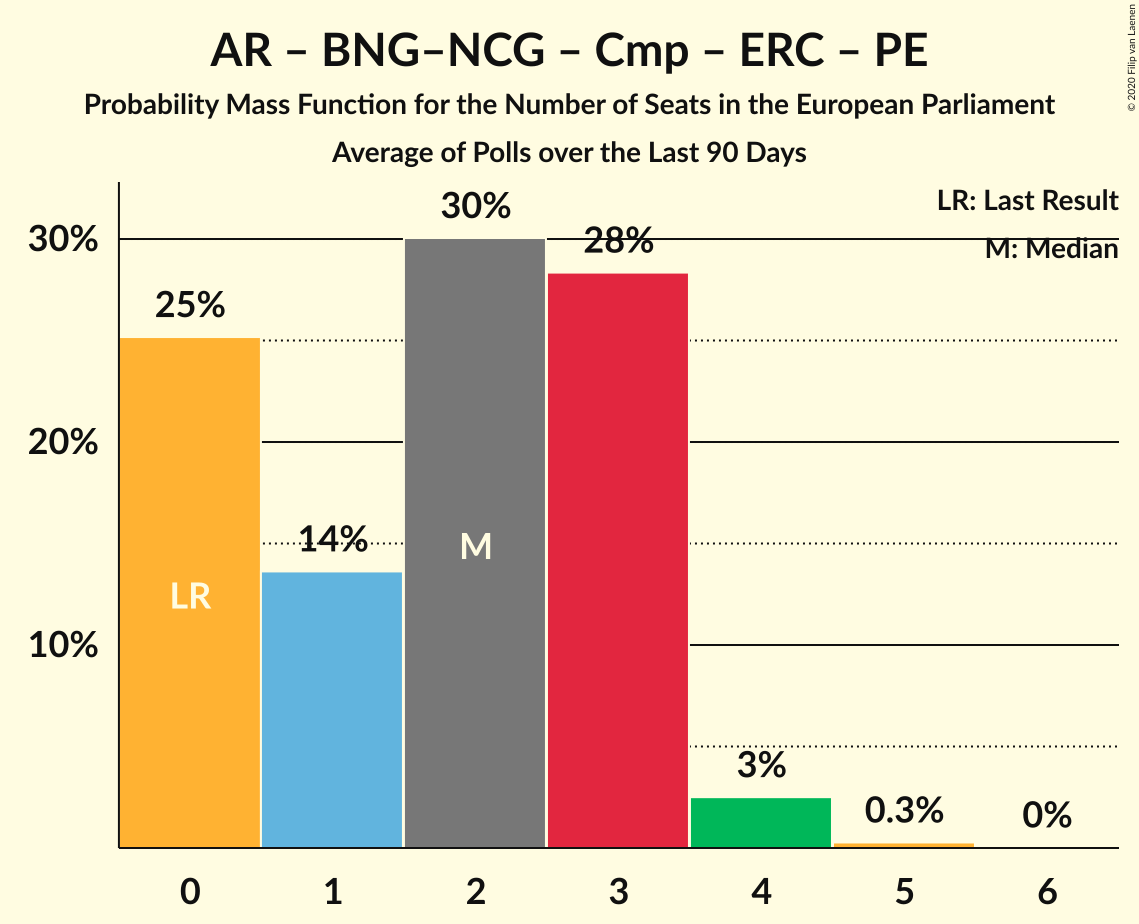 AR – BNG–NCG – Cmp – ERC – PE
Probability Mass Function for the Number of Seats in the European Parliament
Average of Polls over the Last 90 Days
© 2020 Filip van Laenen
LR: Last Result
M: Median
30%
20%
10%
25%
14%
30%
28%
3%
0.3%
0%
LR
M
0 1 2 3 4 5 6